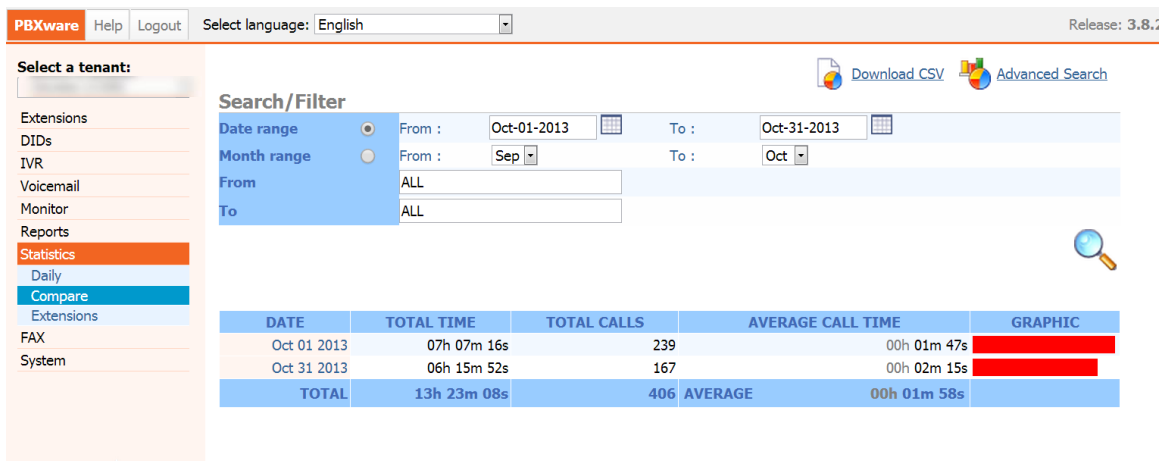 PBXware Help Logout Select language: English Release: 3.8.2
Select a tenant:
Download CSV Advanced Search
Search/Filter
Extensions
DIDs
IVR
Voicemail
Monitor
Reports
Statistics
Daily
Compare
Extensions
FAX
System
Date range From : Oct-01-2013 To : Oct-31-2013
Month range From : Sep To : Oct
From ALL
To ALL
DATE TOTAL TIME TOTAL CALLS AVERAGE CALL TIME GRAPHIC
Oct 01 2013 07h 07m 16s 239 00h 01m 47s
Oct 31 2013 06h 15m 52s 167 00h 02m 15s
TOTAL 13h 23m 08s 406 AVERAGE 00h 01m 58s